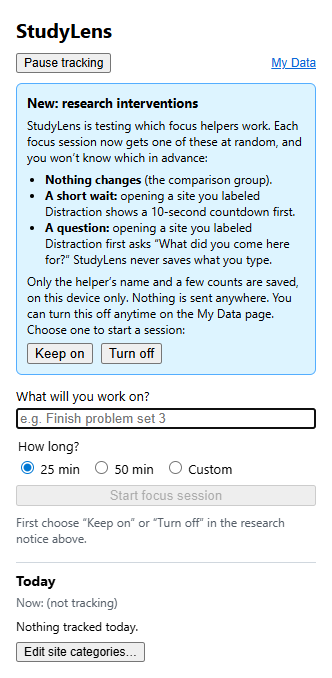 StudyLens
Pause tracking
My Data
New: research interventions
StudyLens is testing which focus helpers work. Each
focus session now gets one of these at random, and
you won’t know which in advance:
• Nothing changes (the comparison group).
• A short wait: opening a site you labeled
Distraction shows a 10-second countdown first.
• A question: opening a site you labeled
Distraction first asks “What did you come here
for?” StudyLens never saves what you type.
Only the helper’s name and a few counts are saved,
on this device only. Nothing is sent anywhere. You
can turn this off anytime on the My Data page.
Choose one to start a session:
Keep on
Turn off
What will you work on?
e.g. Finish problem set 3
How long?
25 min
50 min
Custom
Start focus session
First choose “Keep on” or “Turn off” in the research
notice above.
Today
Now: (not tracking)
Nothing tracked today.
Edit site categories…